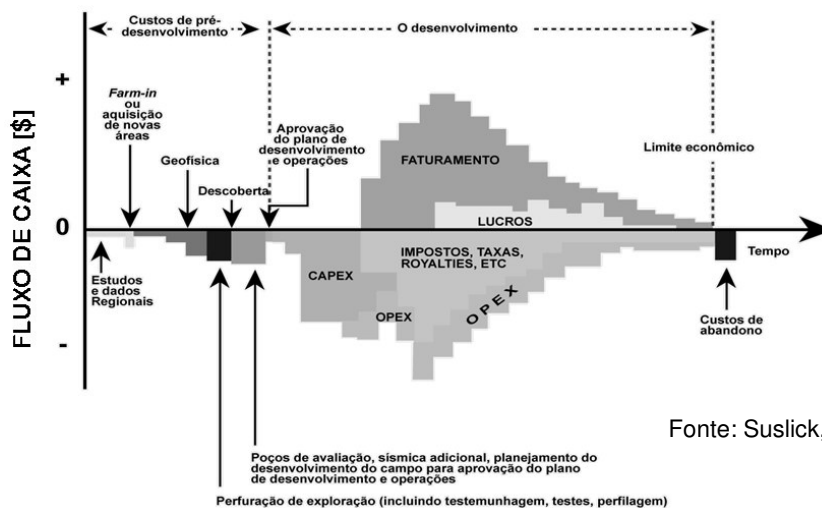 Custos de pré-
desenvolvimento
O desenvolvimento
FLUXO DE CAIXA [$]
+
0
-
Farm-in
ou
aquisição
de novas
áreas
Geofísica
Descoberta
Aprovação
do plano de
desenvolvimento
e operações
FATURAMENTO
LUCROS
Limite econômico
Tempo
Estudos
e dados
Regionais
CAPEX
IMPOSTOS, TAXAS,
ROYALTIES, ETC
OPEX
OPEX
Custos de
abandono
Fonte: Suslick,
Poços de avaliação, sísmica adicional, planejamento do
desenvolvimento do campo para aprovação do plano
de desenvolvimento e operações
Perfuração de exploração (incluindo testemunhagem, testes, perfilagem)